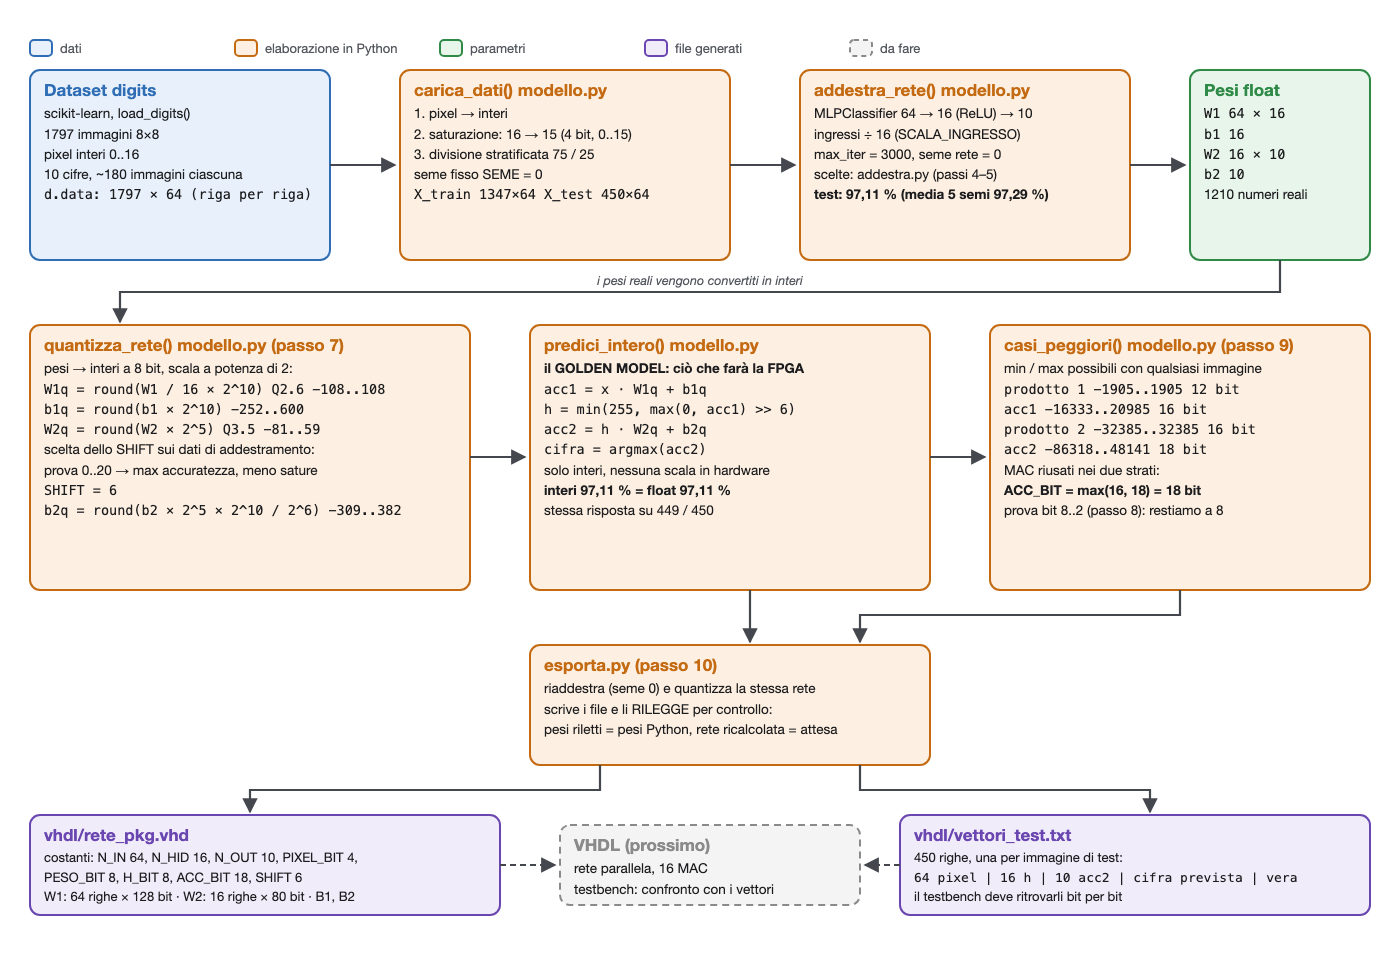 dati
elaborazione in Python
parametri
file generati
da fare
Dataset digits
scikit-learn, load_digits()
1797 immagini 8×8
pixel interi 0..16
10 cifre, ~180 immagini ciascuna
d.data: 1797 × 64 (riga per riga)
carica_dati() modello.py
1. pixel → interi
2. saturazione: 16 → 15 (4 bit, 0..15)
3. divisione stratificata 75 / 25
seme fisso SEME = 0
X_train 1347×64 X_test 450×64
addestra_rete() modello.py
MLPClassifier 64 → 16 (ReLU) → 10
ingressi ÷ 16 (SCALA_INGRESSO)
max_iter = 3000, seme rete = 0
scelte: addestra.py (passi 4–5)
test: 97,11 % (media 5 semi 97,29 %)
Pesi float
W1 64 × 16
b1 16
W2 16 × 10
b2 10
1210 numeri reali
i pesi reali vengono convertiti in interi
quantizza_rete() modello.py (passo 7)
pesi → interi a 8 bit, scala a potenza di 2:
W1q = round(W1 / 16 × 2^10) Q2.6 −108..108
b1q = round(b1 × 2^10) −252..600
W2q = round(W2 × 2^5) Q3.5 −81..59
scelta dello SHIFT sui dati di addestramento:
prova 0..20 → max accuratezza, meno sature
SHIFT = 6
b2q = round(b2 × 2^5 × 2^10 / 2^6) −309..382
predici_intero() modello.py
il GOLDEN MODEL: ciò che farà la FPGA
acc1 = x · W1q + b1q
h = min(255, max(0, acc1) >> 6)
acc2 = h · W2q + b2q
cifra = argmax(acc2)
solo interi, nessuna scala in hardware
interi 97,11 % = float 97,11 %
stessa risposta su 449 / 450
casi_peggiori() modello.py (passo 9)
min / max possibili con qualsiasi immagine
prodotto 1 −1905..1905 12 bit
acc1 −16333..20985 16 bit
prodotto 2 −32385..32385 16 bit
acc2 −86318..48141 18 bit
MAC riusati nei due strati:
ACC_BIT = max(16, 18) = 18 bit
prova bit 8..2 (passo 8): restiamo a 8
esporta.py (passo 10)
riaddestra (seme 0) e quantizza la stessa rete
scrive i file e li RILEGGE per controllo:
pesi riletti = pesi Python, rete ricalcolata = attesa
vhdl/rete_pkg.vhd
costanti: N_IN 64, N_HID 16, N_OUT 10, PIXEL_BIT 4,
PESO_BIT 8, H_BIT 8, ACC_BIT 18, SHIFT 6
W1: 64 righe × 128 bit · W2: 16 righe × 80 bit · B1, B2
VHDL (prossimo)
rete parallela, 16 MAC
testbench: confronto con i vettori
vhdl/vettori_test.txt
450 righe, una per immagine di test:
64 pixel | 16 h | 10 acc2 | cifra prevista | vera
il testbench deve ritrovarli bit per bit